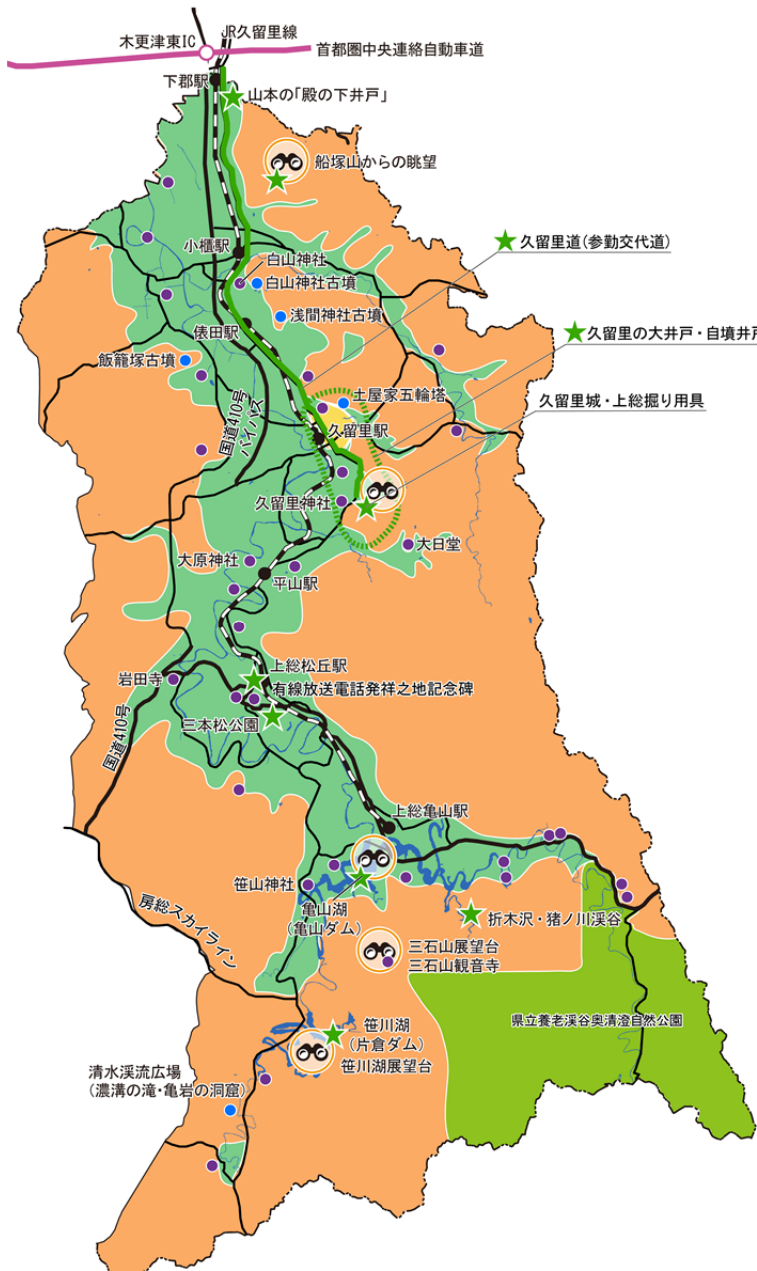 木更津東IC
JR久留里線
首都圏中央連絡自動車道
下郡駅
山本の「殿の下井戸」
船塚山からの眺望
久留里道(参勤交代道)
小櫃駅
白山神社
白山神社古墳
浅間神社古墳
俵田駅
久留里の大井戸・自墳井戸
飯籠塚古墳
土屋家五輪塔
久留里城・上総掘り用具
国道410号
バイパス
久留里駅
久留里神社
大日堂
大原神社
平山駅
上総松丘駅
岩田寺
有線放送電話発祥之地記念碑
三本松公園
国道410号
上総亀山駅
笹山神社
亀山湖
(亀山ダム)
折木沢・猪ノ川渓谷
房総スカイライン
三石山展望台
三石山観音寺
県立養老渓谷奥清澄自然公園
笹川湖
(片倉ダム)
笹川湖展望台
清水渓流広場
(濃溝の滝・亀岩の洞窟)